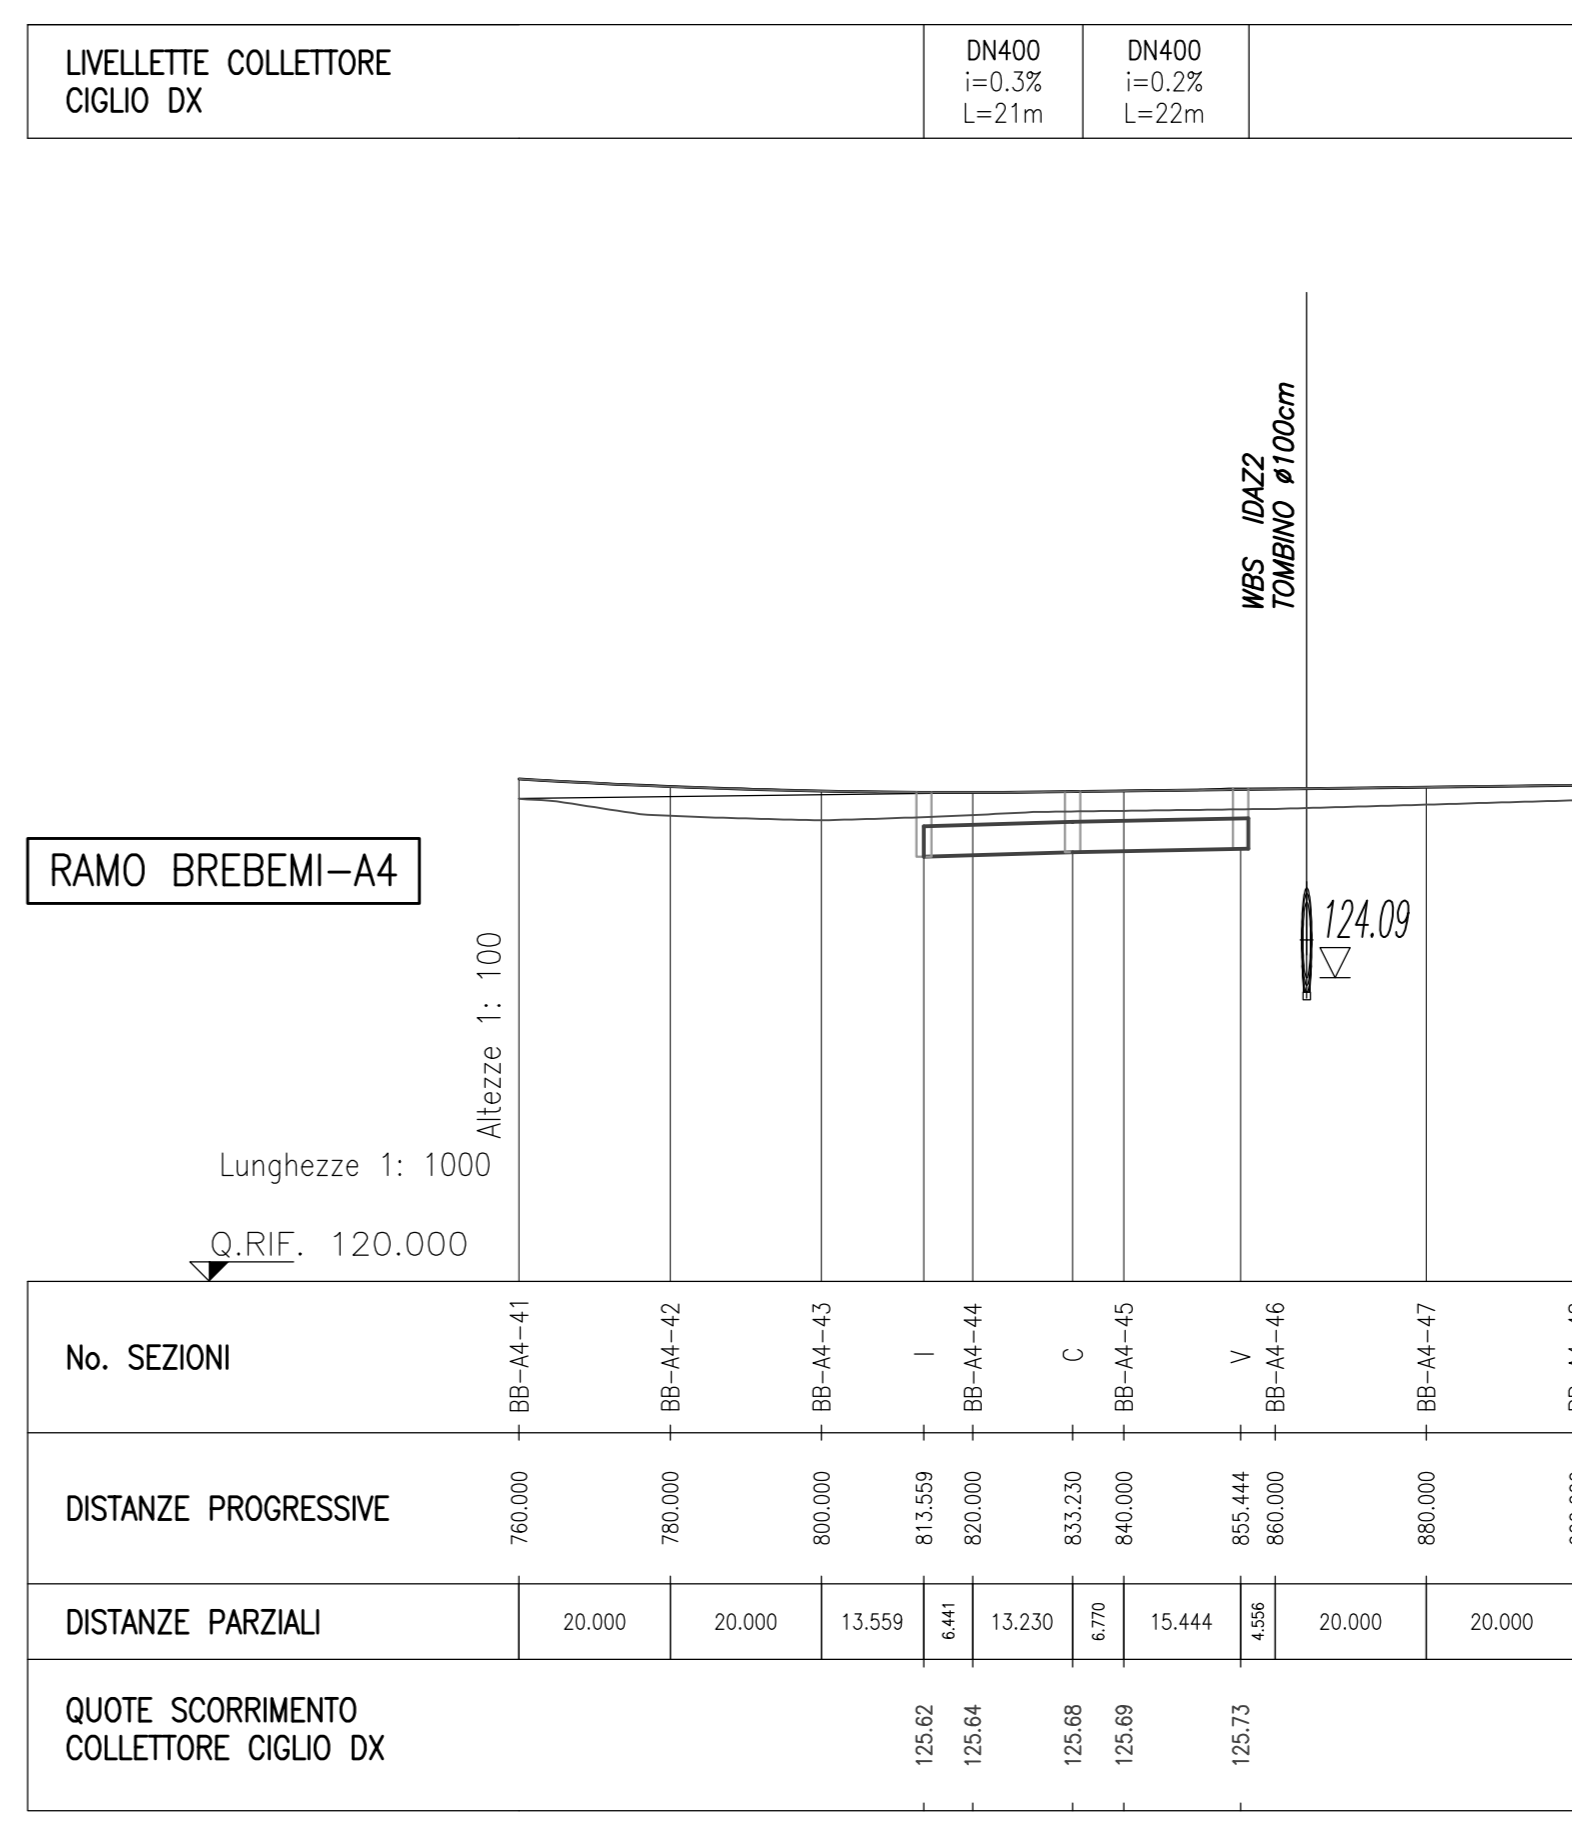 LIVELLETTE COLLETTORE
CIGLIO DX
DN400
i=0.3%
L=21m
DN400
i=0.2%
L=22m
WBS IDAZ2
TOMBINO ø100cm
RAMO BREBEMI-A4
124.09
Altezze 1: 100
Lunghezze 1: 1000
Q.RIF. 120.000
No. SEZIONI
BB-A4-41
BB-A4-42
BB-A4-43
I
BB-A4-44
C
BB-A4-45
V
BB-A4-46
BB-A4-47
DISTANZE PROGRESSIVE
760.000
780.000
800.000
813.559
820.000
833.230
840.000
855.444
860.000
880.000
DISTANZE PARZIALI
20.000
20.000
13.559
6.441
13.230
6.770
15.444
4.556
20.000
20.000
QUOTE SCORRIMENTO
COLLETTORE CIGLIO DX
125.62
125.64
125.68
125.69
125.73